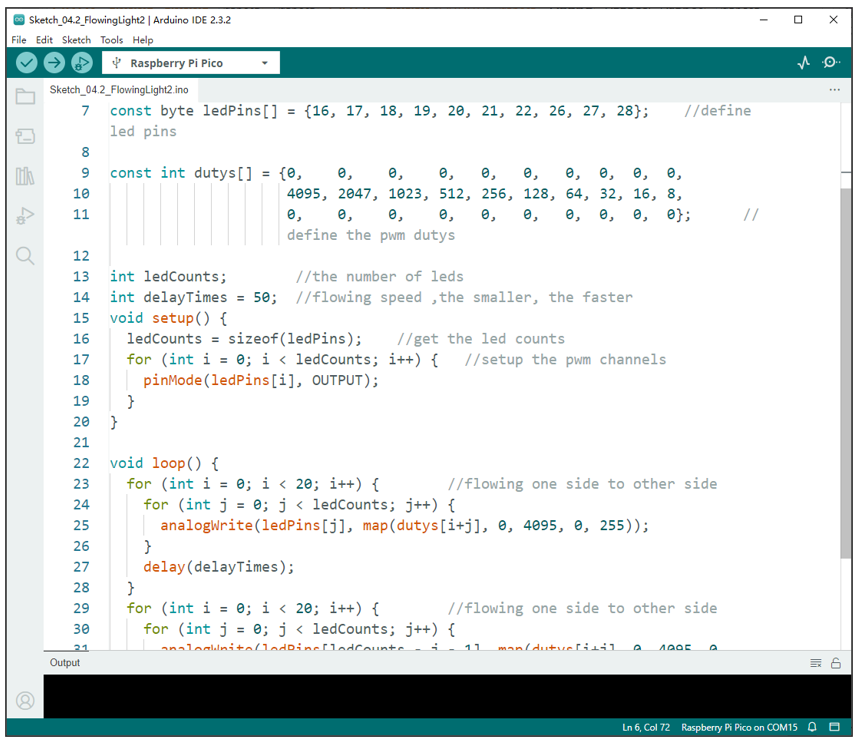 Sketch_04.2_FlowingLight2 | Arduino IDE 2.3.2
File Edit Sketch Tools Help
Raspberry Pi Pico
Sketch_04.2_FlowingLight2.ino
7 const byte ledPins[] = {16, 17, 18, 19, 20, 21, 22, 26, 27, 28};    //define
led pins
8
9 const int dutys[] = {0,    0,    0,    0,   0,   0,   0,  0,  0,  0,
10 4095, 2047, 1023, 512, 256, 128, 64, 32, 16, 8,
11 0,    0,    0,    0,   0,   0,   0,  0,  0,  0};      //
define the pwm dutys
12
13 int ledCounts;        //the number of leds
14 int delayTimes = 50;  //flowing speed ,the smaller, the faster
15 void setup() {
16   ledCounts = sizeof(ledPins);    //get the led counts
17   for (int i = 0; i < ledCounts; i++) {   //setup the pwm channels
18     pinMode(ledPins[i], OUTPUT);
19   }
20 }
21
22 void loop() {
23   for (int i = 0; i < 20; i++) {        //flowing one side to other side
24     for (int j = 0; j < ledCounts; j++) {
25       analogWrite(ledPins[j], map(dutys[i+j], 0, 4095, 0, 255));
26     }
27     delay(delayTimes);
28   }
29   for (int i = 0; i < 20; i++) {        //flowing one side to other side
30     for (int j = 0; j < ledCounts; j++) {
31       analogWrite(ledPins[ledCounts - j - 1], map(dutys[i+j], 0, 4095, 0,
Output
Ln 6, Col 72 Raspberry Pi Pico on COM15